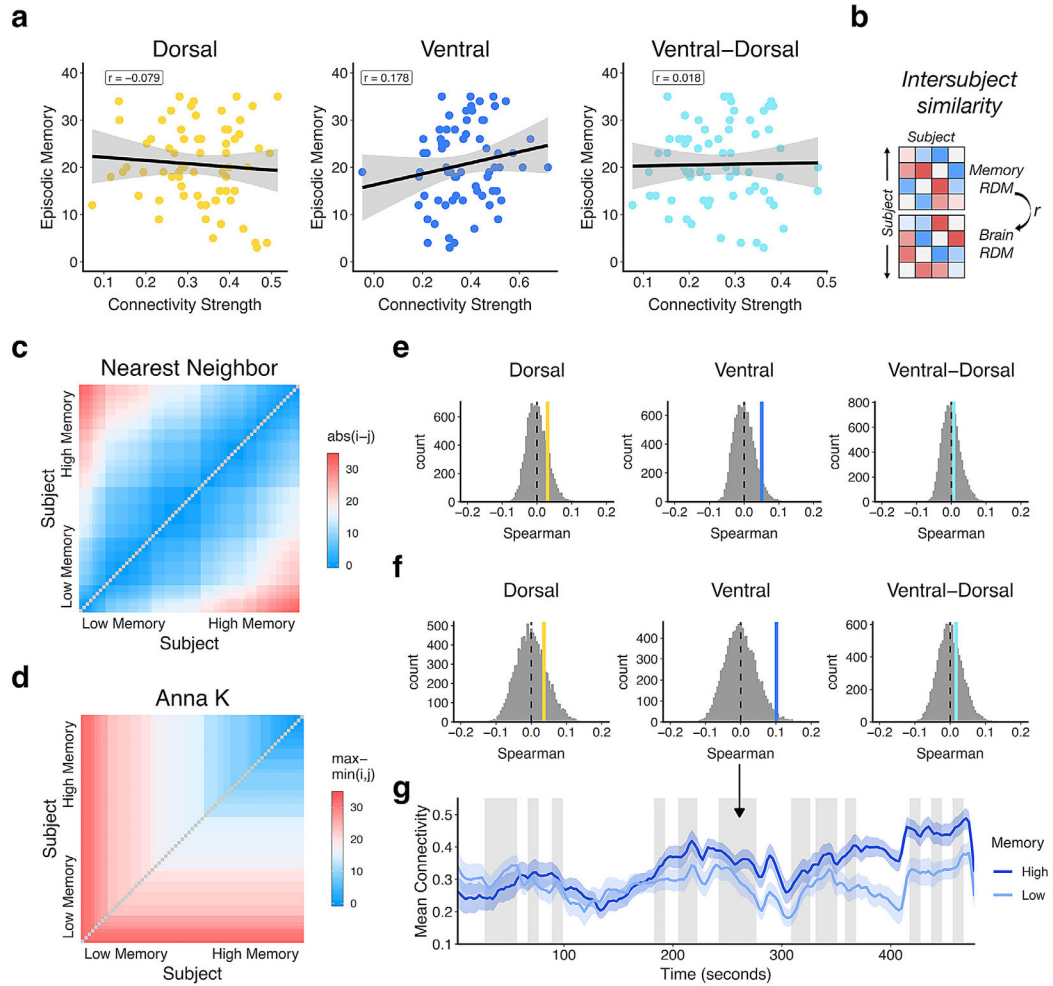 a
Dorsal
r = −0.079
Episodic Memory
40
30
20
10
0
0.1 0.2 0.3 0.4 0.5
Connectivity Strength
Ventral
r = 0.178
Episodic Memory
40
30
20
10
0
0.0 0.2 0.4 0.6
Connectivity Strength
Ventral−Dorsal
r = 0.018
Episodic Memory
40
30
20
10
0
0.1 0.2 0.3 0.4 0.5
Connectivity Strength
b
Intersubject
similarity
Subject
Subject
Memory
RDM
r
Brain
RDM
c
Nearest Neighbor
Subject
High Memory
Low Memory
Low Memory High Memory
Subject
abs(i−j)
30
20
10
0
d
Anna K
Subject
High Memory
Low Memory
Low Memory High Memory
Subject
max−
min(i,j)
30
20
10
0
e
Dorsal
count
600
400
200
0
−0.2 −0.1 0.0 0.1 0.2
Spearman
Ventral
count
600
400
200
0
−0.2 −0.1 0.0 0.1 0.2
Spearman
Ventral−Dorsal
count
800
600
400
200
0
−0.2 −0.1 0.0 0.1 0.2
Spearman
f
Dorsal
count
500
400
300
200
100
0
−0.2 −0.1 0.0 0.1 0.2
Spearman
Ventral
count
400
300
200
100
0
−0.2 −0.1 0.0 0.1 0.2
Spearman
Ventral−Dorsal
count
600
400
200
0
−0.2 −0.1 0.0 0.1 0.2
Spearman
g
Mean Connectivity
0.5
0.4
0.3
0.2
0.1
100 200 300 400
Time (seconds)
Memory
High
Low